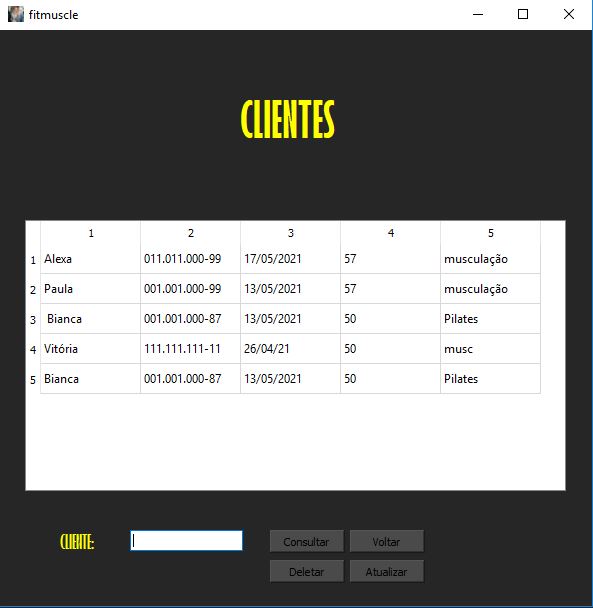 fitmuscle
CLIENTES
1 2 3 4 5
1 Alexa 011.011.000-99 17/05/2021 57 musculação
2 Paula 001.001.000-99 13/05/2021 57 musculação
3 Bianca 001.001.000-87 13/05/2021 50 Pilates
4 Vitória 111.111.111-11 26/04/21 50 musc
5 Bianca 001.001.000-87 13/05/2021 50 Pilates
CLIENTE: Consultar Voltar
Deletar Atualizar